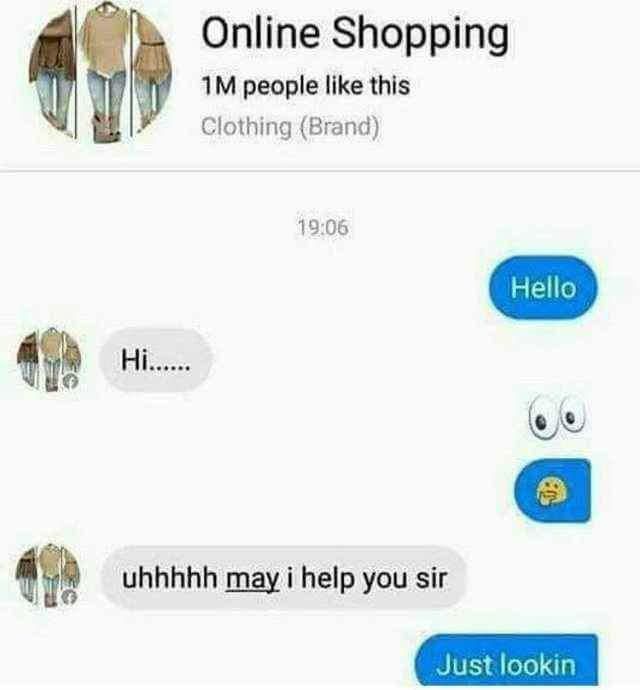 Online Shopping
1M people like this
Clothing (Brand)
19:06
Hello
Hi......
uhhhhh may i help you sir
Just lookin